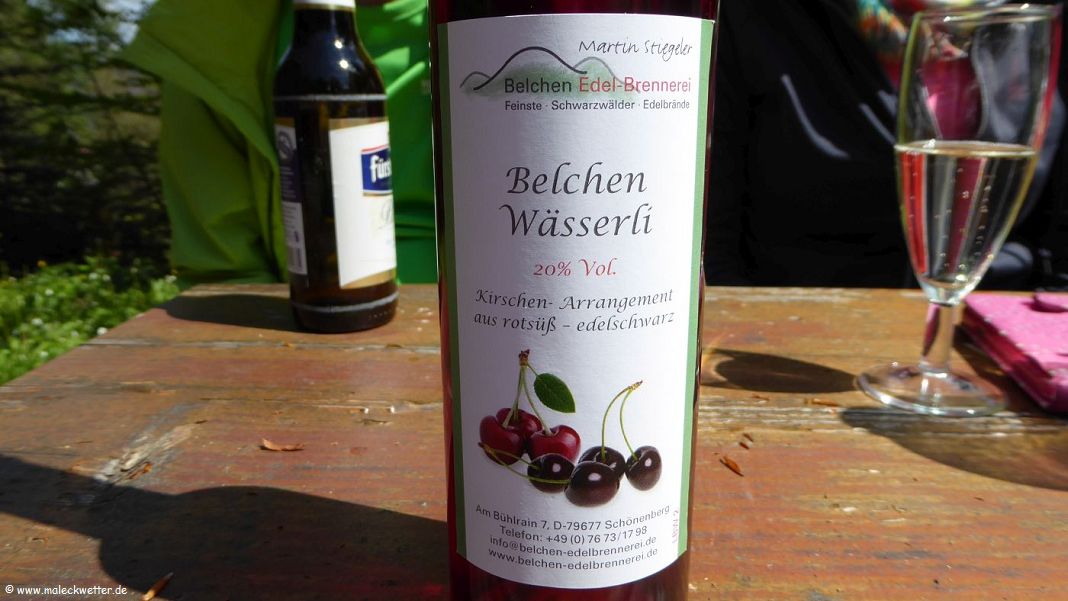 Martin Stiegeler
Belchen Edel-Brennerei
Feinste · Schwarzwälder · Edelbrände
Belchen
Wässerli
20% Vol.
Kirschen- Arrangement
aus rotsüß – edelschwarz
Am Bühlrain 7, D-79677 Schönenberg
Telefon: +49 (0) 76 73/17 98
info@belchen-edelbrennerei.de
www.belchen-edelbrennerei.de
© www.maleckwetter.de